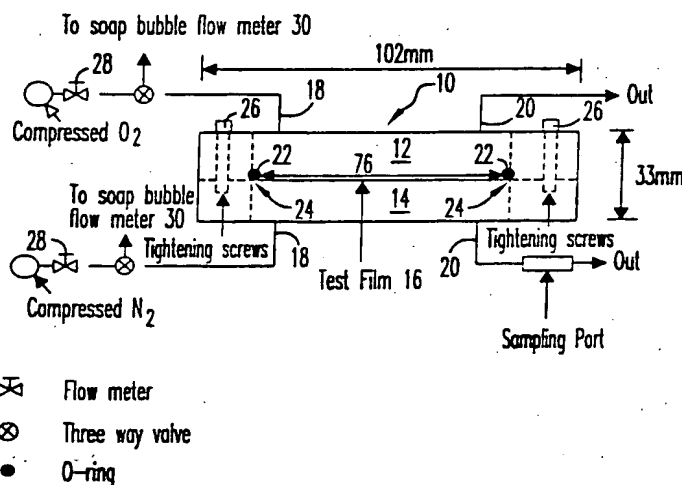 To soap bubble flow meter 30
28
102mm
18
10
20
Out
26
26
Compressed O2
22
12
22
76
33mm
To soap bubble
flow meter 30
14
24
24
28
Tightening screws
18
Test Film 16
20
Tightening screws
Out
Compressed N2
Sampling Port
Flow meter
Three way valve
O-ring